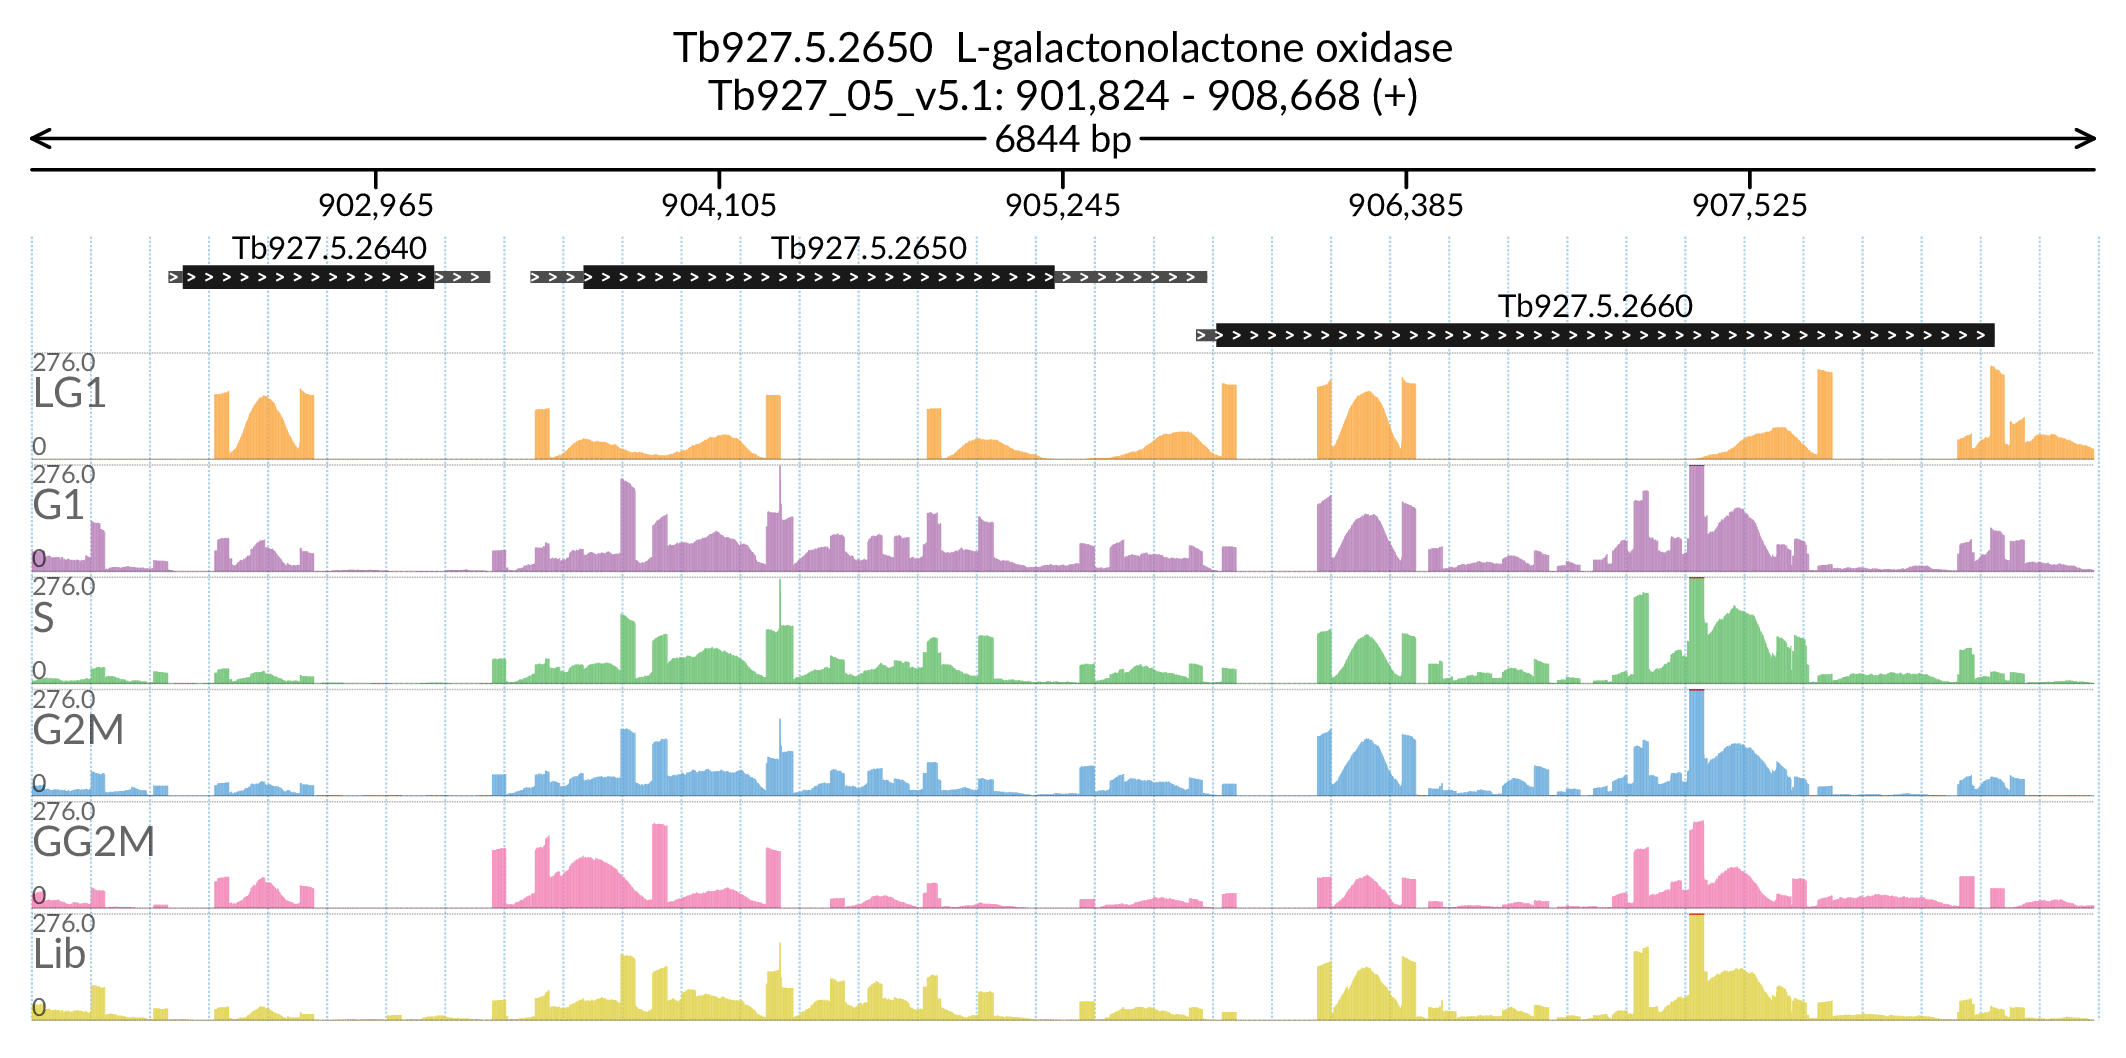 Tb927.5.2650  L-galactonolactone oxidase
Tb927_05_v5.1: 901,824 - 908,668 (+)
6844 bp
902,965 904,105 905,245 906,385 907,525
Tb927.5.2640 Tb927.5.2650
Tb927.5.2660
276.0
LG1
0
276.0
G1
0
276.0
S
0
276.0
G2M
0
276.0
GG2M
0
276.0
Lib
0